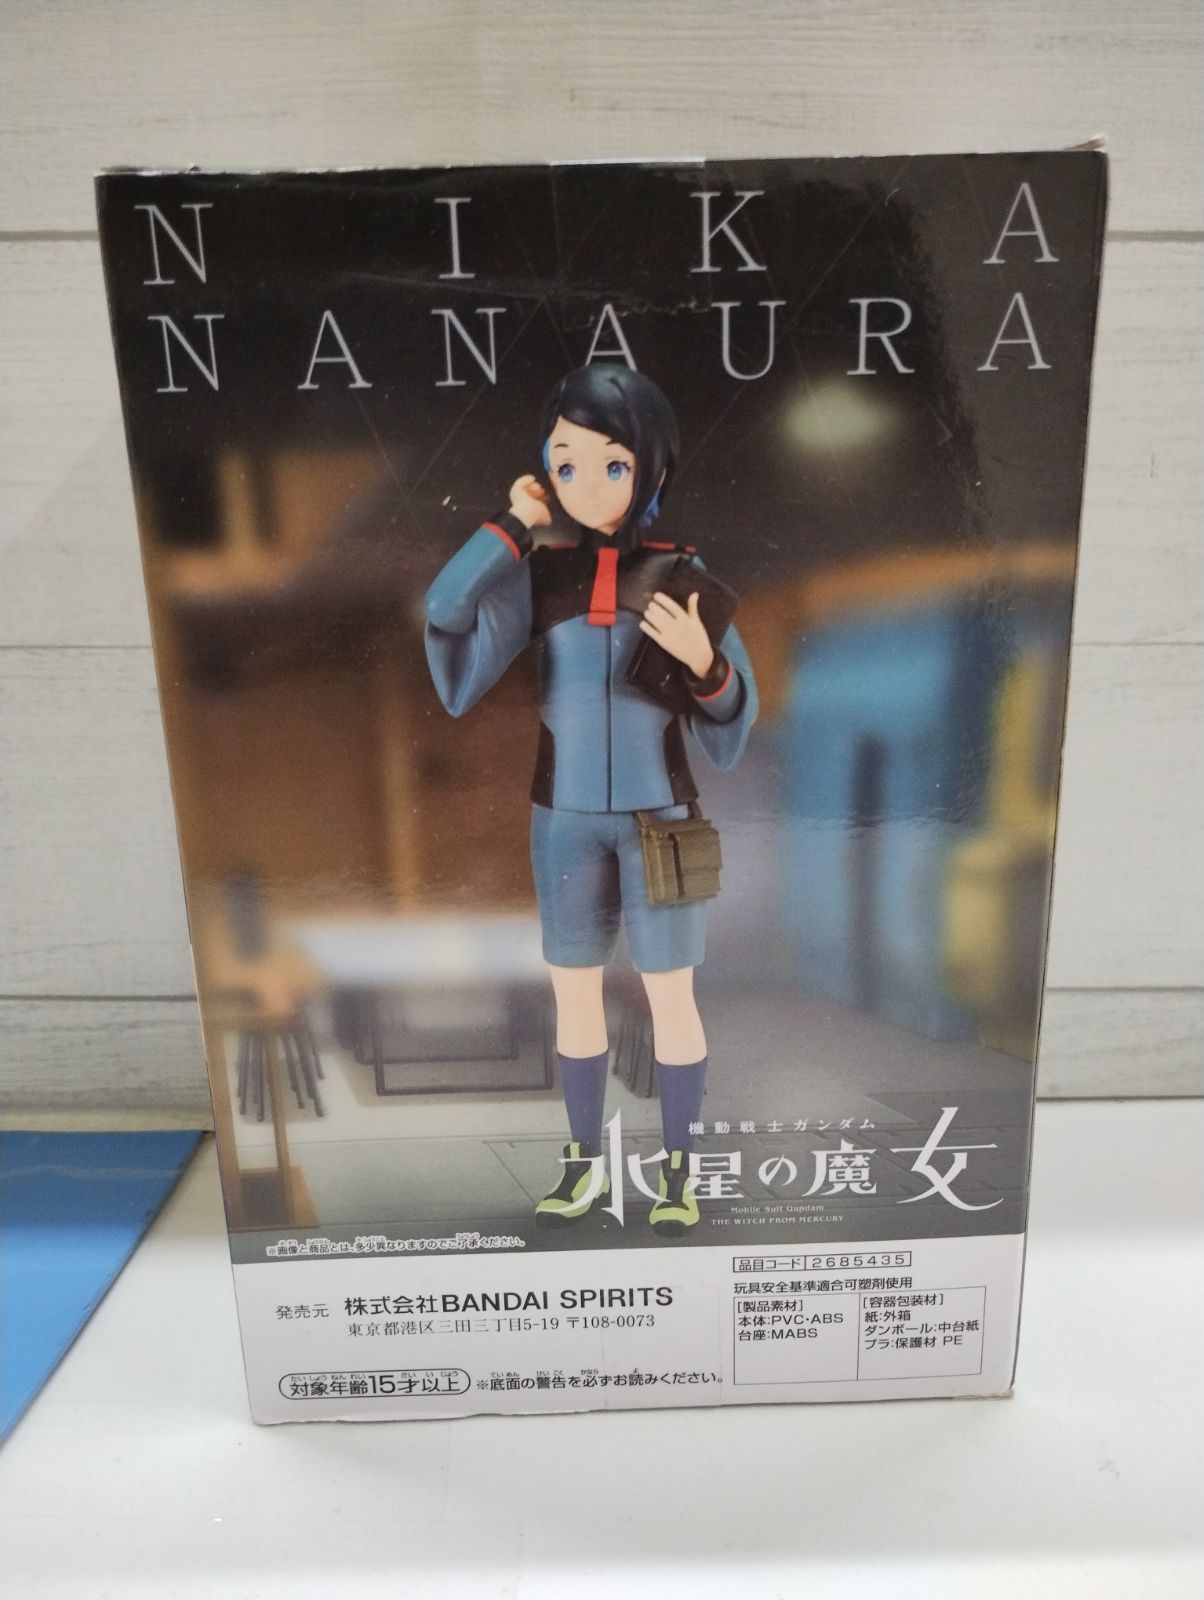 NIKA
NANAURA
機動戦士ガンダム
水星の魔女
Mobile Suit Gundam
THE WITCH FROM MERCURY
※画像と商品とは、多少異なりますのでご了承ください。
品目コード 2685435
玩具安全基準適合可塑剤使用
[製品素材]
本体:PVC・ABS
台座:MABS
[容器包装材]
紙:外箱
ダンボール:中台紙
プラ:保護材 PE
発売元 株式会社BANDAI SPIRITS
東京都港区三田三丁目5-19 〒108-0073
対象年齢15才以上 ※底面の警告を必ずお読みください。